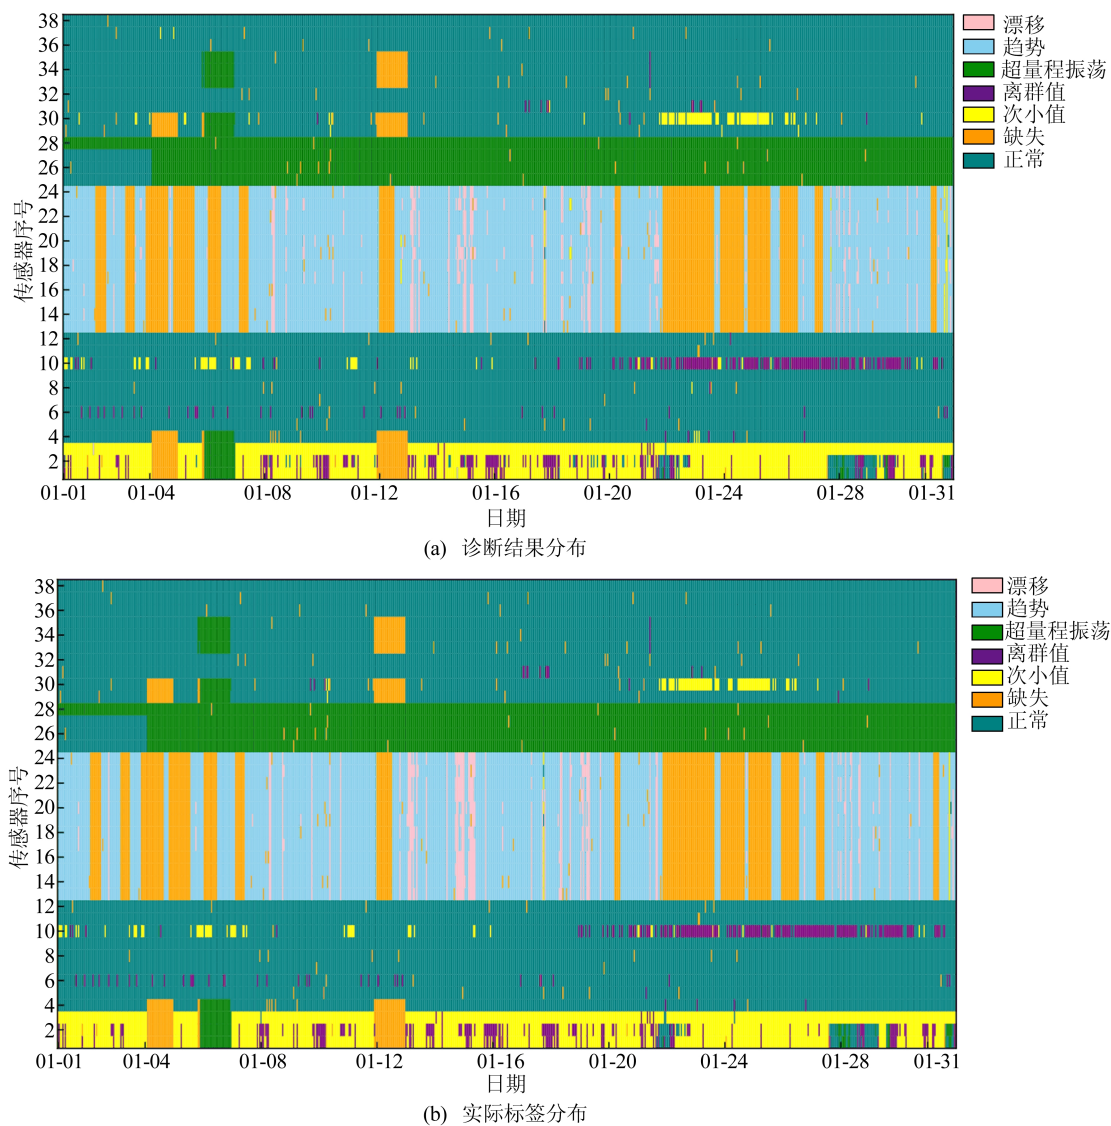 38
36
34
32
30
28
26
24
22
20
18
16
14
12
10
8
6
4
2
传感器序号
01-01 01-04 01-08 01-12 01-16 01-20 01-24 01-28 01-31
日期
漂移
趋势
超量程振荡
离群值
次小值
缺失
正常
(a) 诊断结果分布
38
36
34
32
30
28
26
24
22
20
18
16
14
12
10
8
6
4
2
传感器序号
01-01 01-04 01-08 01-12 01-16 01-20 01-24 01-28 01-31
日期
漂移
趋势
超量程振荡
离群值
次小值
缺失
正常
(b) 实际标签分布